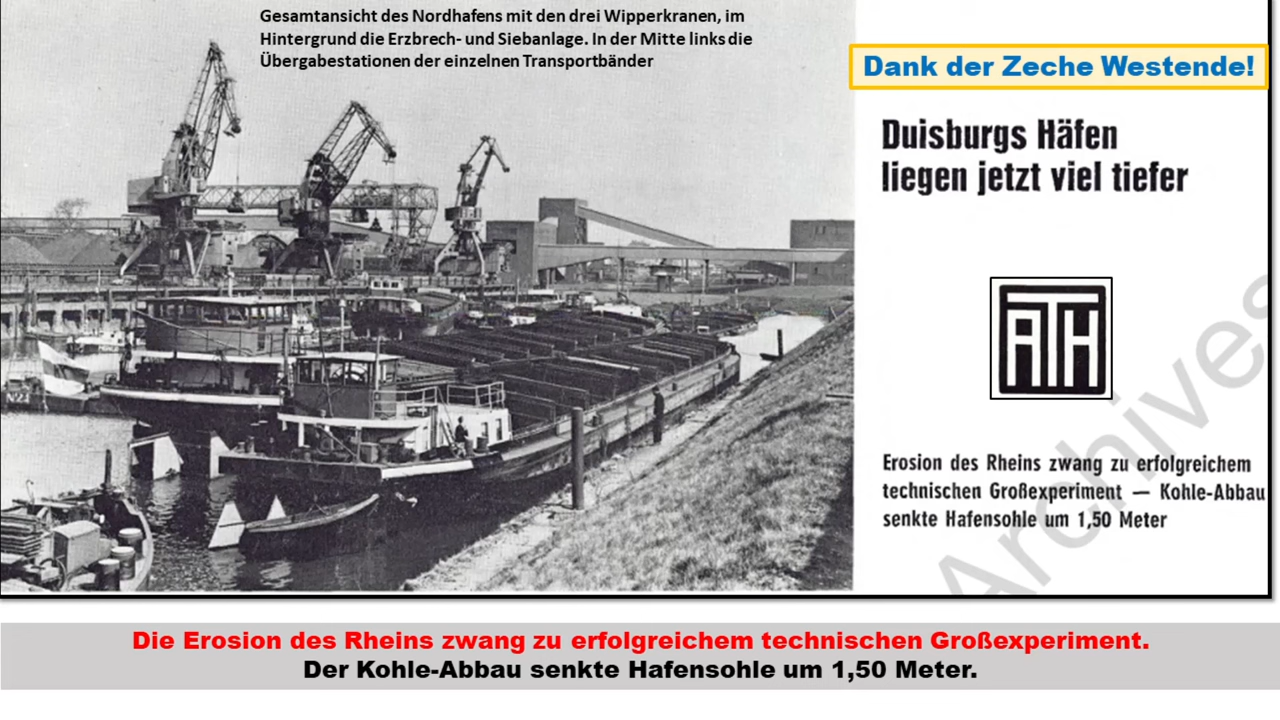 Gesamtansicht des Nordhafens mit den drei Wipperkranen, im
Hintergrund die Erzbrech- und Siebanlage. In der Mitte links die
Übergabestationen der einzelnen Transportbänder
Dank der Zeche Westende!
Duisburgs Häfen
liegen jetzt viel tiefer
ATH
Erosion des Rheins zwang zu erfolgreichem
technischen Großexperiment — Kohle-Abbau
senkte Hafensohle um 1,50 Meter
Archives
N21
Die Erosion des Rheins zwang zu erfolgreichem technischen Großexperiment.
Der Kohle-Abbau senkte Hafensohle um 1,50 Meter.